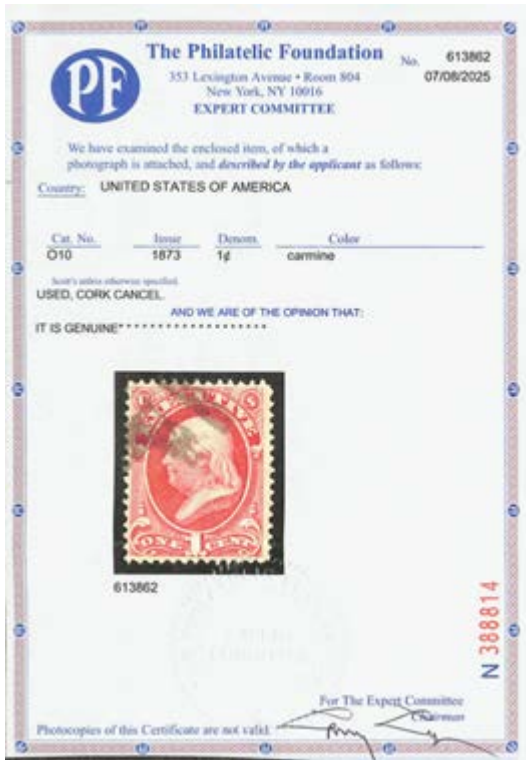 PF
The Philatelic Foundation
No. 613862
353 Lexington Avenue • Room 804
07/08/2025
New York, NY 10016
EXPERT COMMITTEE
We have examined the enclosed item, of which a
photograph is attached, and described by the applicant as follows:
Country: UNITED STATES OF AMERICA
Cat. No. Issue Denom. Color
O10 1873 1¢ carmine
Scott's unless otherwise specified.
USED, CORK CANCEL.
AND WE ARE OF THE OPINION THAT:
IT IS GENUINE********************
ONE 1 CENT
613862
N 388814
For The Expert Committee
Chairman
Photocopies of this Certificate are not valid.